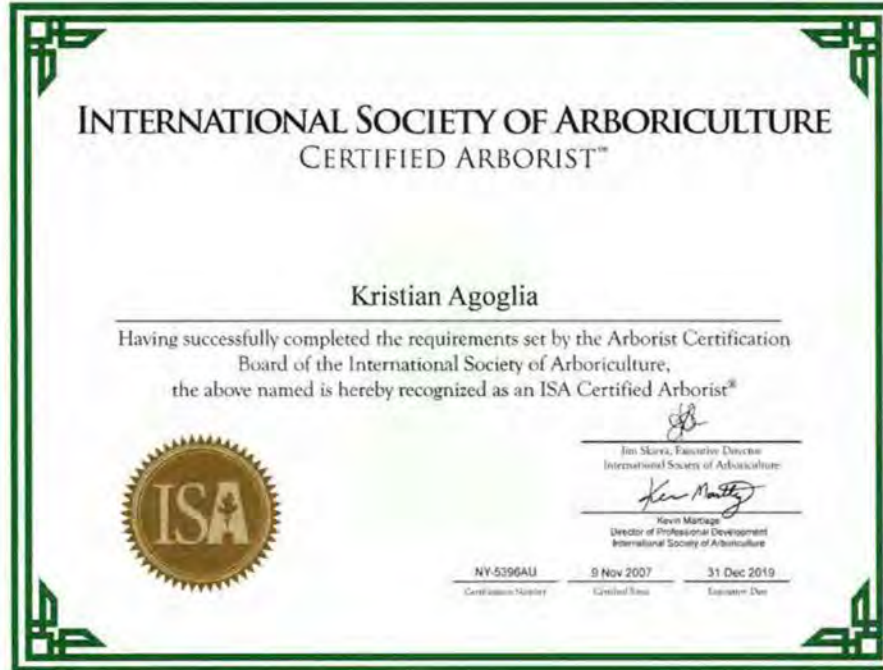 INTERNATIONAL SOCIETY OF ARBORICULTURE
CERTIFIED ARBORIST™
Kristian Agoglia
Having successfully completed the requirements set by the Arborist Certification
Board of the International Society of Arboriculture,
the above named is hereby recognized as an ISA Certified Arborist®
Jim Skiera, Executive Director
International Society of Arboriculture
Kevin Martlage
Director of Professional Development
International Society of Arboriculture
ISA
NY-5396AU 9 Nov 2007 31 Dec 2019
Certification Number Certified Since Expiration Date